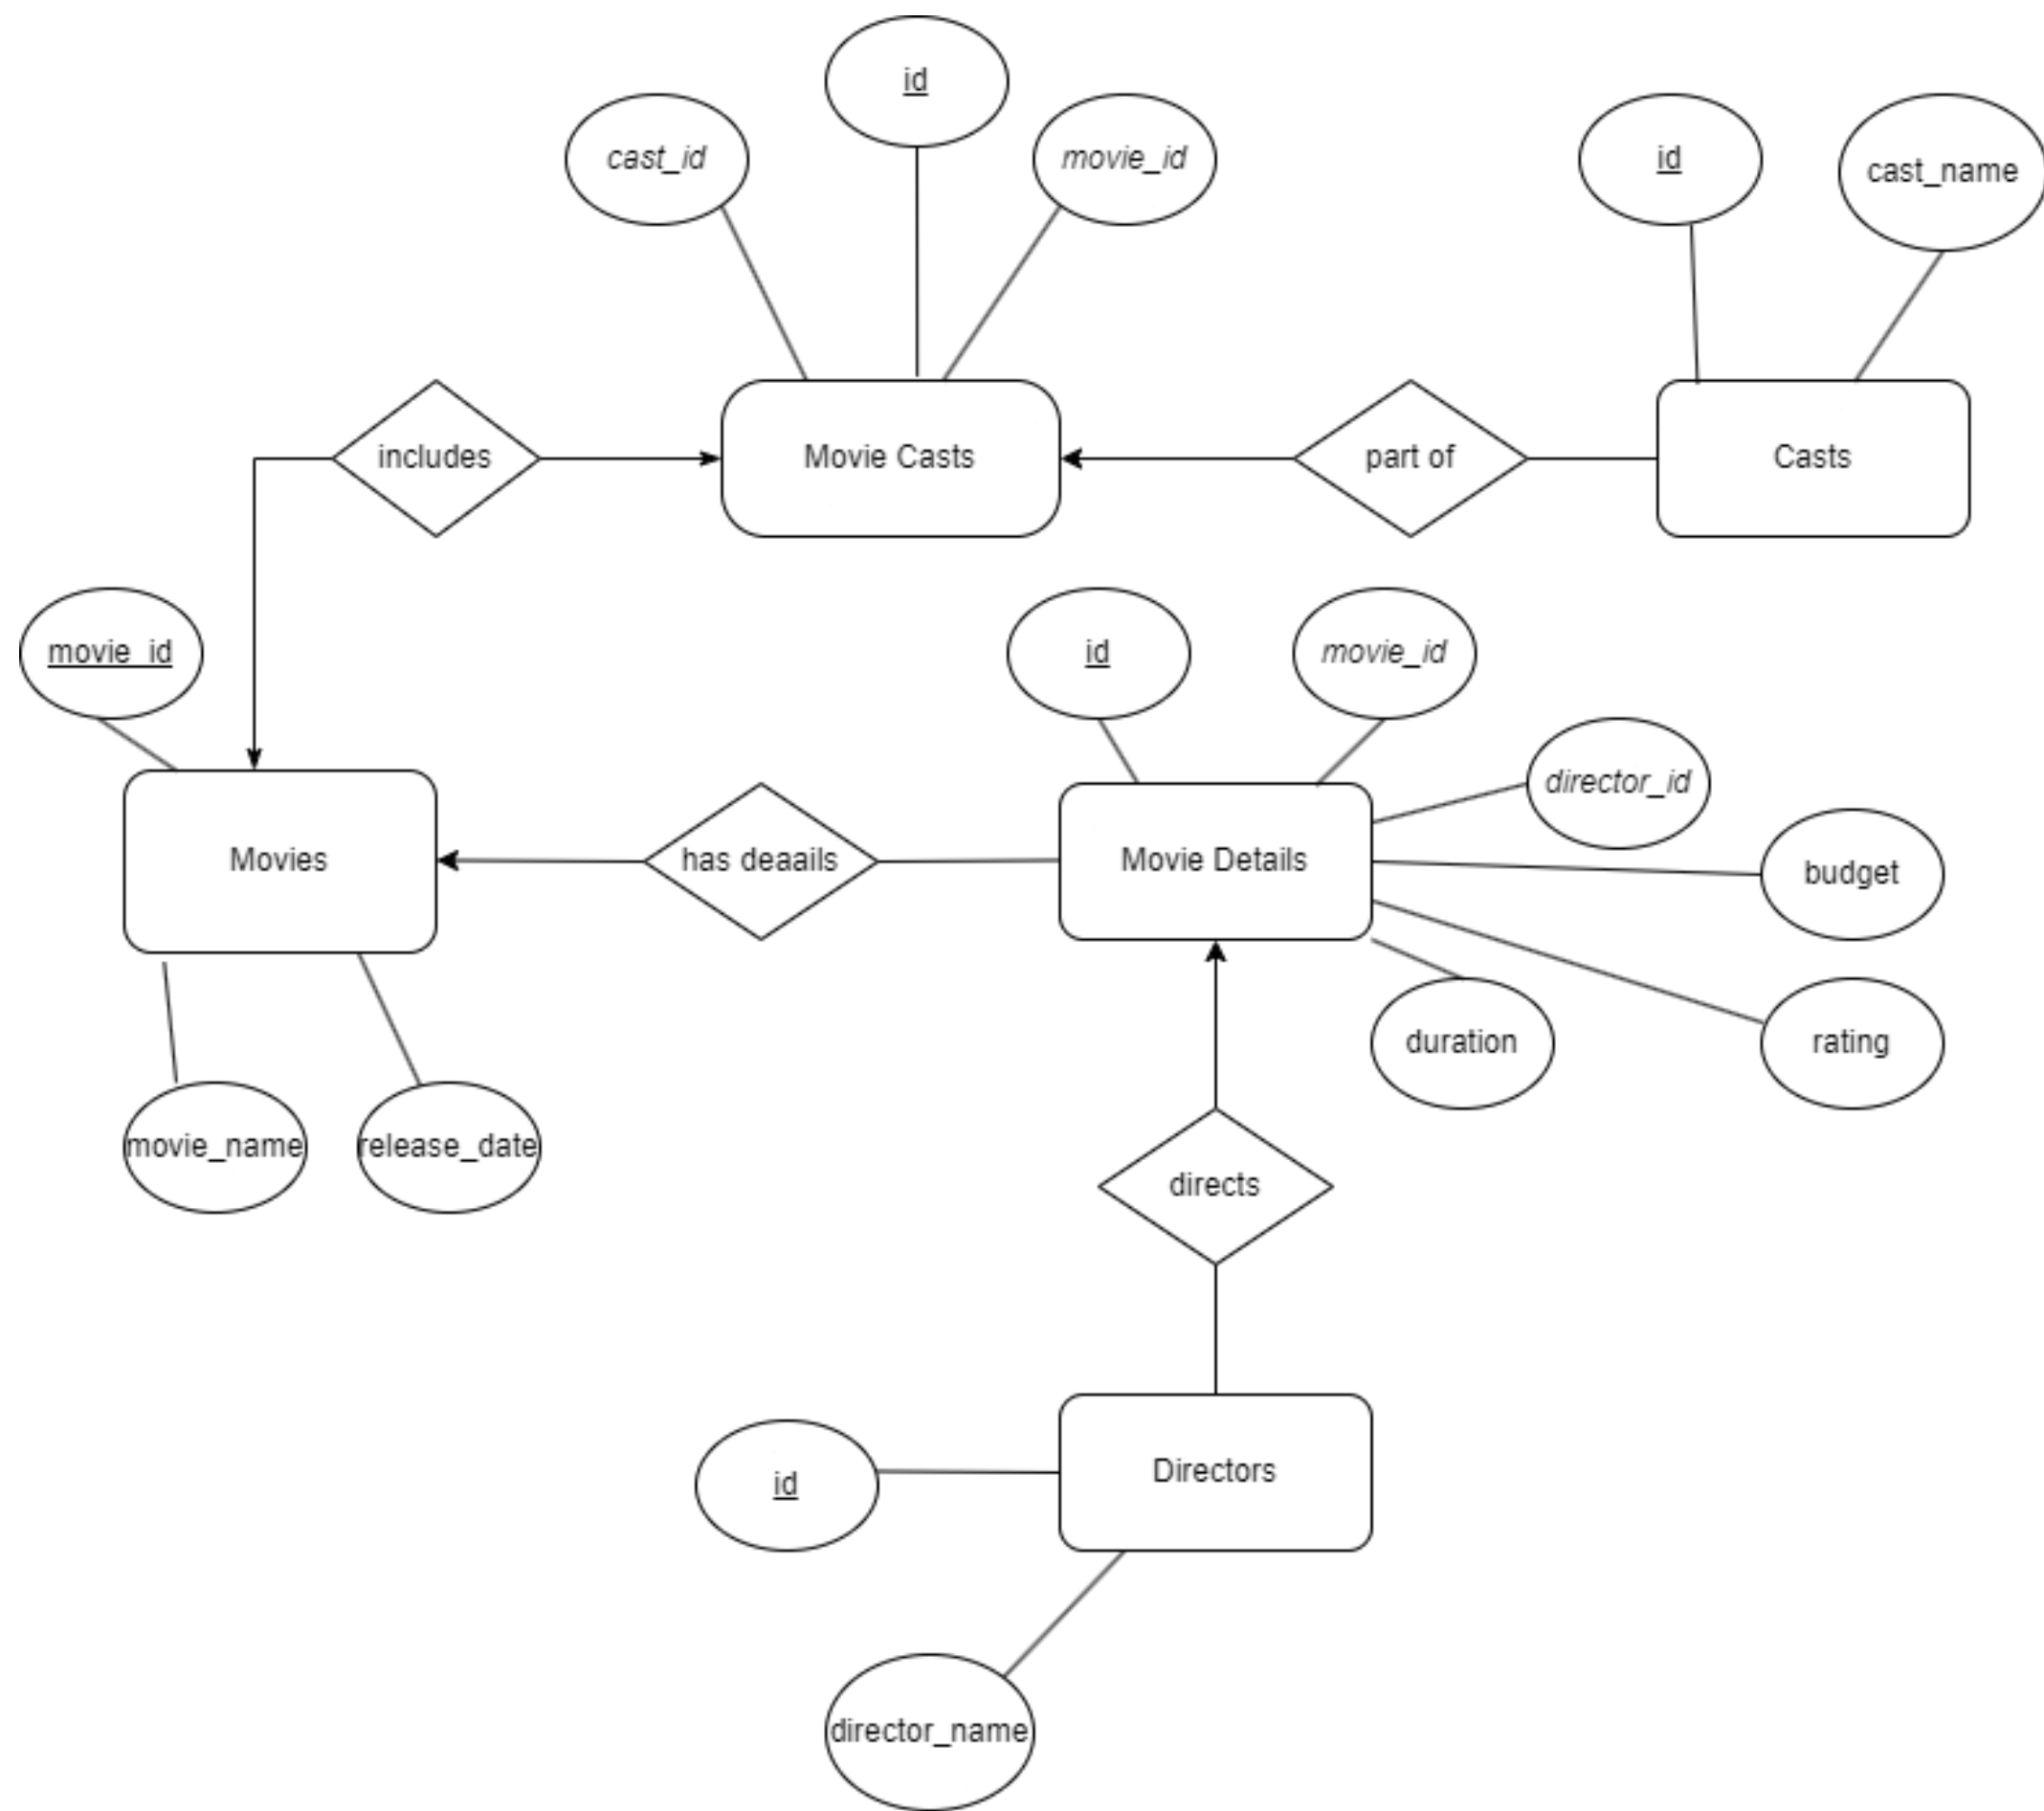 id
cast_id
movie_id
id
cast_name
includes
Movie Casts
part of
Casts
movie_id
id
movie_id
director_id
Movies
has deaails
Movie Details
budget
duration
rating
movie_name
release_date
directs
id
Directors
director_name